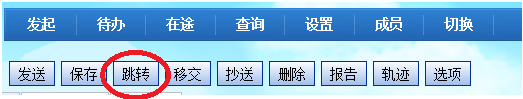 发起 待办 在途 查询 设置 成员 切换
发送 保存 跳转 移交 抄送 删除 报告 轨迹 选项